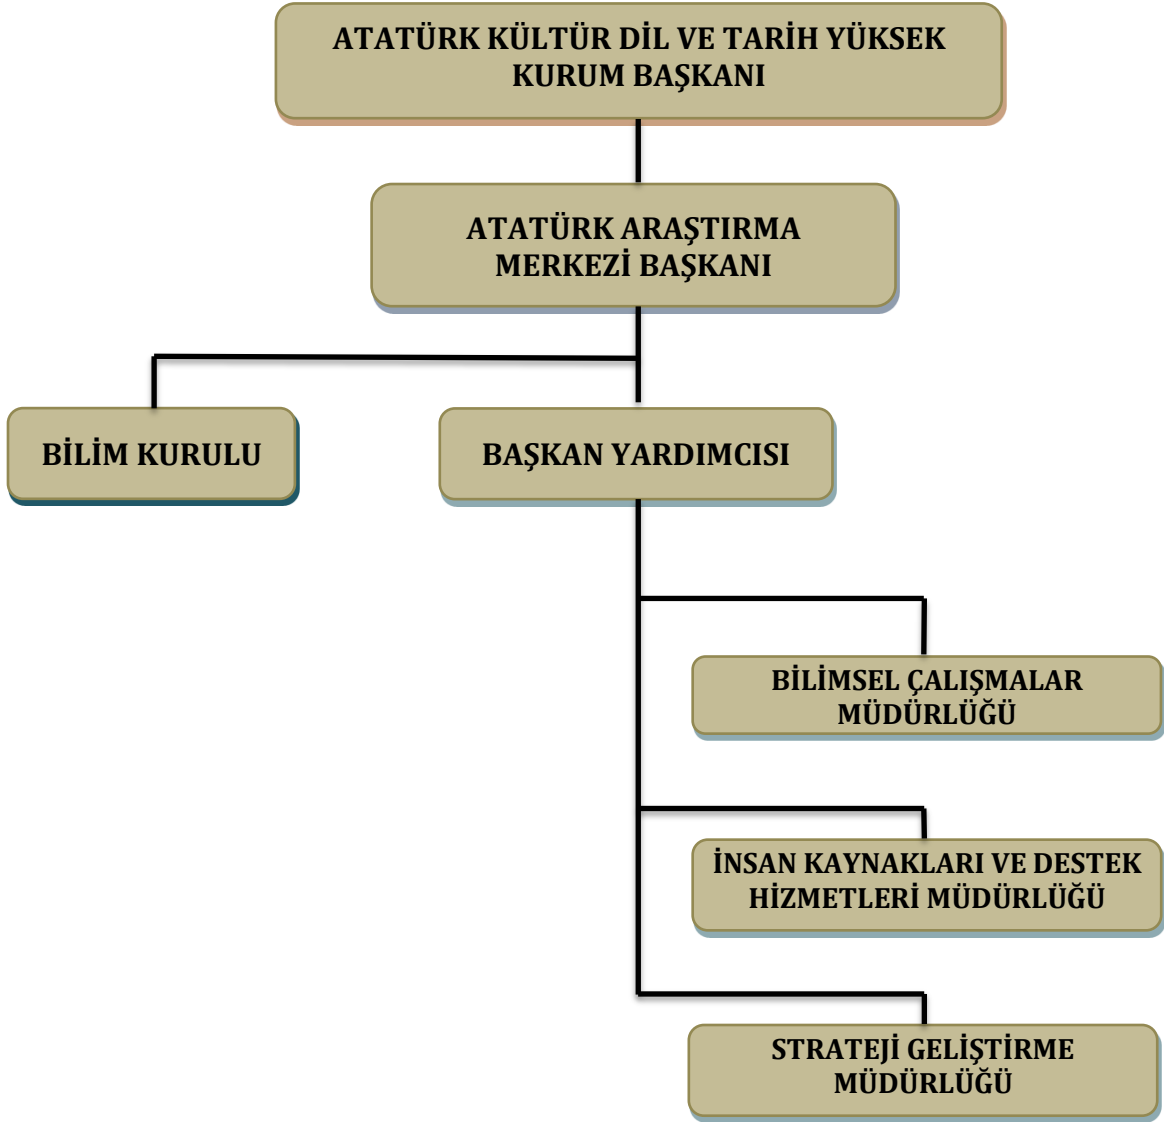 ATATÜRK KÜLTÜR DİL VE TARİH YÜKSEK
KURUM BAŞKANI
ATATÜRK ARAŞTIRMA
MERKEZİ BAŞKANI
BİLİM KURULU
BAŞKAN YARDIMCISI
BİLİMSEL ÇALIŞMALAR
MÜDÜRLÜĞÜ
İNSAN KAYNAKLARI VE DESTEK
HİZMETLERİ MÜDÜRLÜĞÜ
STRATEJİ GELİŞTİRME
MÜDÜRLÜĞÜ